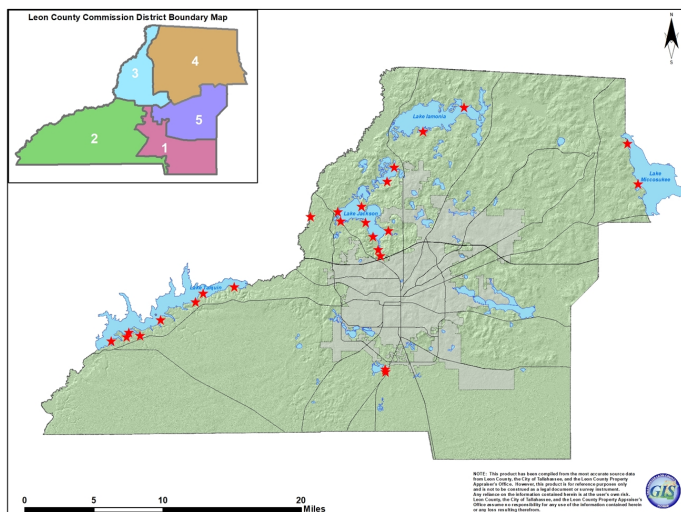 Leon County Commission District Boundary Map
4
3
5
2
1
N
S
Lake Iamonia
Lake
Miccosukee
Lake Jackson
Lake Talquin
0 5 10 20
Miles
NOTE: This product has been compiled from the most accurate source data
from Leon County, the City of Tallahassee, and the Leon County Property
Appraiser's Office. However, this product is for reference purposes only
and is not to be construed as a legal document or survey instrument.
Any reliance on the information contained herein is at the user's own risk.
Leon County, the City of Tallahassee, and the Leon County Property Appraiser's
Office assume no responsibility for any use of the information contained herein
or any loss resulting therefrom.
GIS